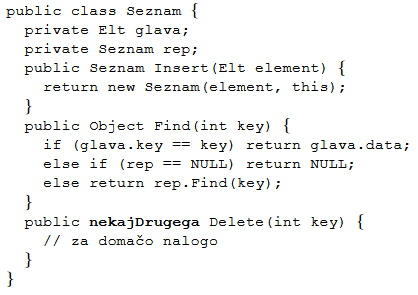 public class Seznam {
  private Elt glava;
  private Seznam rep;
  public Seznam Insert(Elt element) {
    return new Seznam(element, this);
  }
  public Object Find(int key) {
    if (glava.key == key) return glava.data;
    else if (rep == NULL) return NULL;
    else return rep.Find(key);
  }
  public nekajDrugega Delete(int key) {
    // za domačo nalogo
  }
}